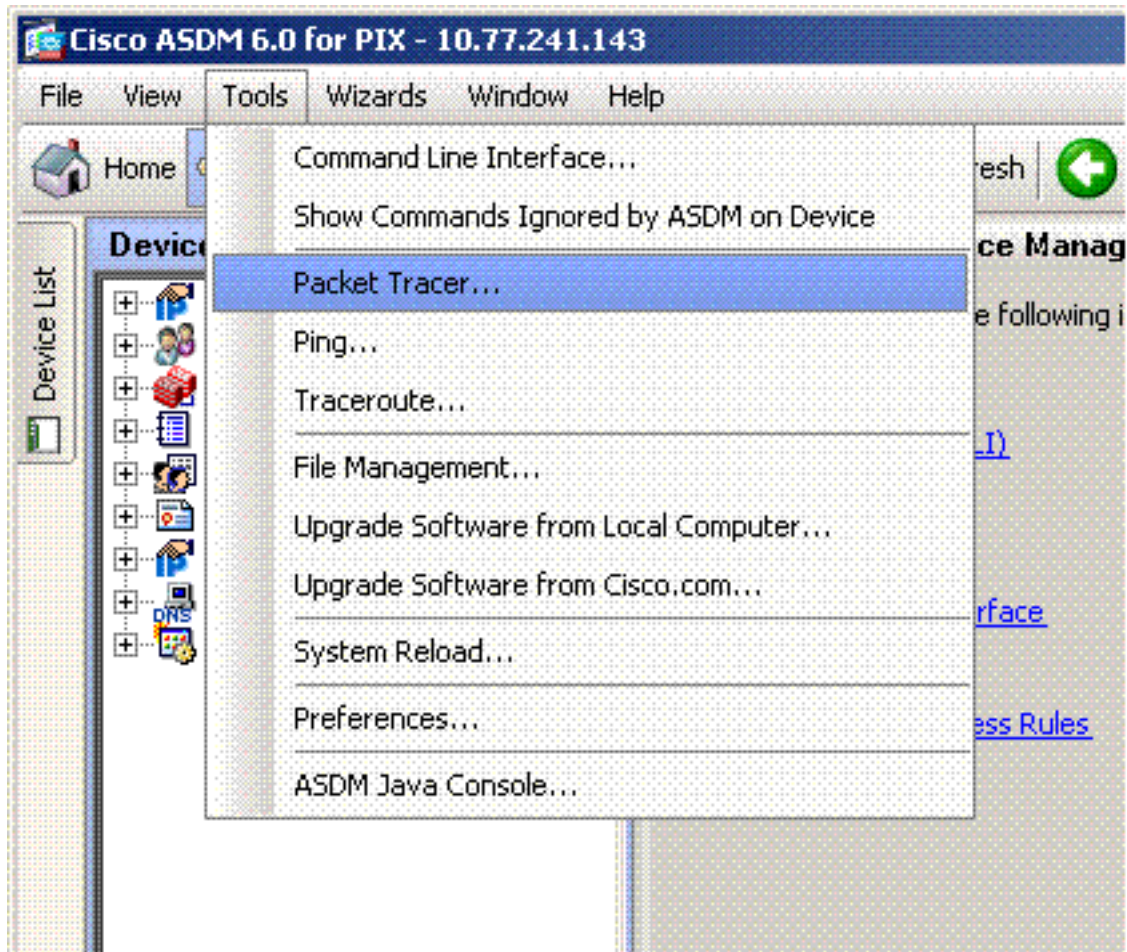 Cisco ASDM 6.0 for PIX - 10.77.241.143
File View Tools Wizards Window Help
Home
resh
Command Line Interface...
Show Commands Ignored by ASDM on Device
Packet Tracer...
Ping...
Traceroute...
File Management...
Upgrade Software from Local Computer...
Upgrade Software from Cisco.com...
System Reload...
Preferences...
ASDM Java Console...
Device List
Device
IP
IP
DNS
ce Manag
e following i
LI)
rface
ess Rules